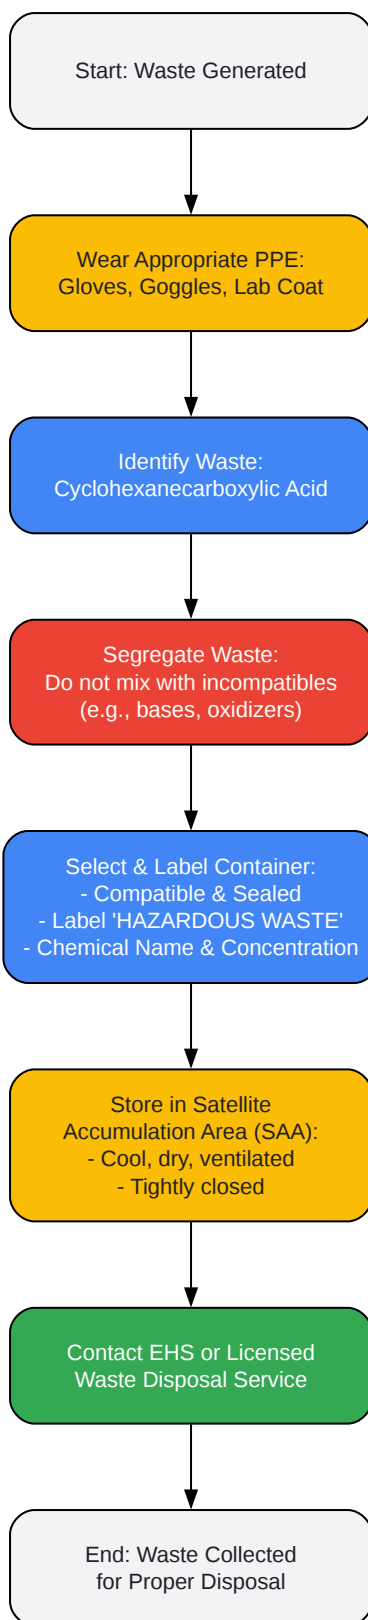 Start: Waste Generated
Wear Appropriate PPE:
Gloves, Goggles, Lab Coat
Identify Waste:
Cyclohexanecarboxylic Acid
Segregate Waste:
Do not mix with incompatibles
(e.g., bases, oxidizers)
Select & Label Container:
- Compatible & Sealed
- Label 'HAZARDOUS WASTE'
- Chemical Name & Concentration
Store in Satellite
Accumulation Area (SAA):
- Cool, dry, ventilated
- Tightly closed
Contact EHS or Licensed
Waste Disposal Service
End: Waste Collected
for Proper Disposal